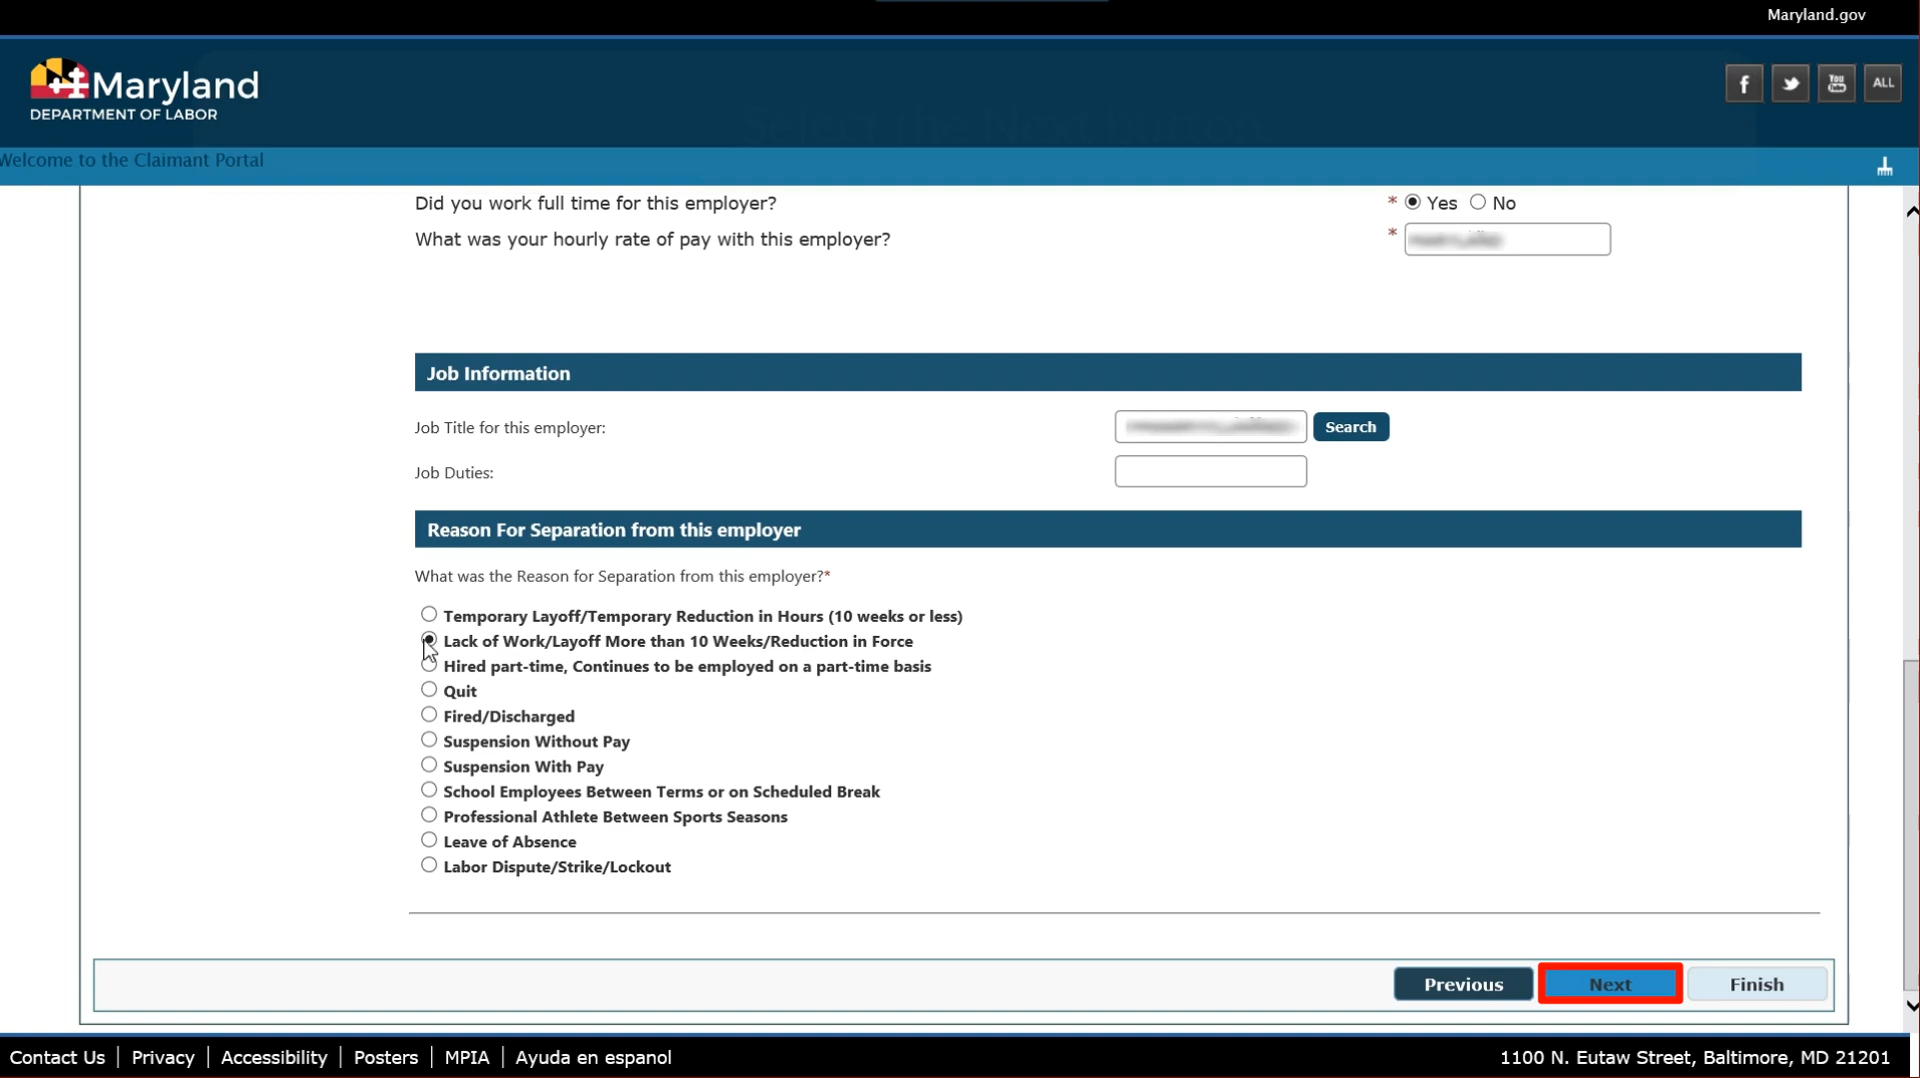 Maryland.gov
Maryland
DEPARTMENT OF LABOR
f You ALL
Welcome to the Claimant Portal
Did you work full time for this employer? * Yes No
What was your hourly rate of pay with this employer? *
Job Information
Job Title for this employer: Search
Job Duties:
Reason For Separation from this employer
What was the Reason for Separation from this employer?*
Temporary Layoff/Temporary Reduction in Hours (10 weeks or less)
Lack of Work/Layoff More than 10 Weeks/Reduction in Force
Hired part-time, Continues to be employed on a part-time basis
Quit
Fired/Discharged
Suspension Without Pay
Suspension With Pay
School Employees Between Terms or on Scheduled Break
Professional Athlete Between Sports Seasons
Leave of Absence
Labor Dispute/Strike/Lockout
Previous Next Finish
Contact Us | Privacy | Accessibility | Posters | MPIA | Ayuda en espanol 1100 N. Eutaw Street, Baltimore, MD 21201